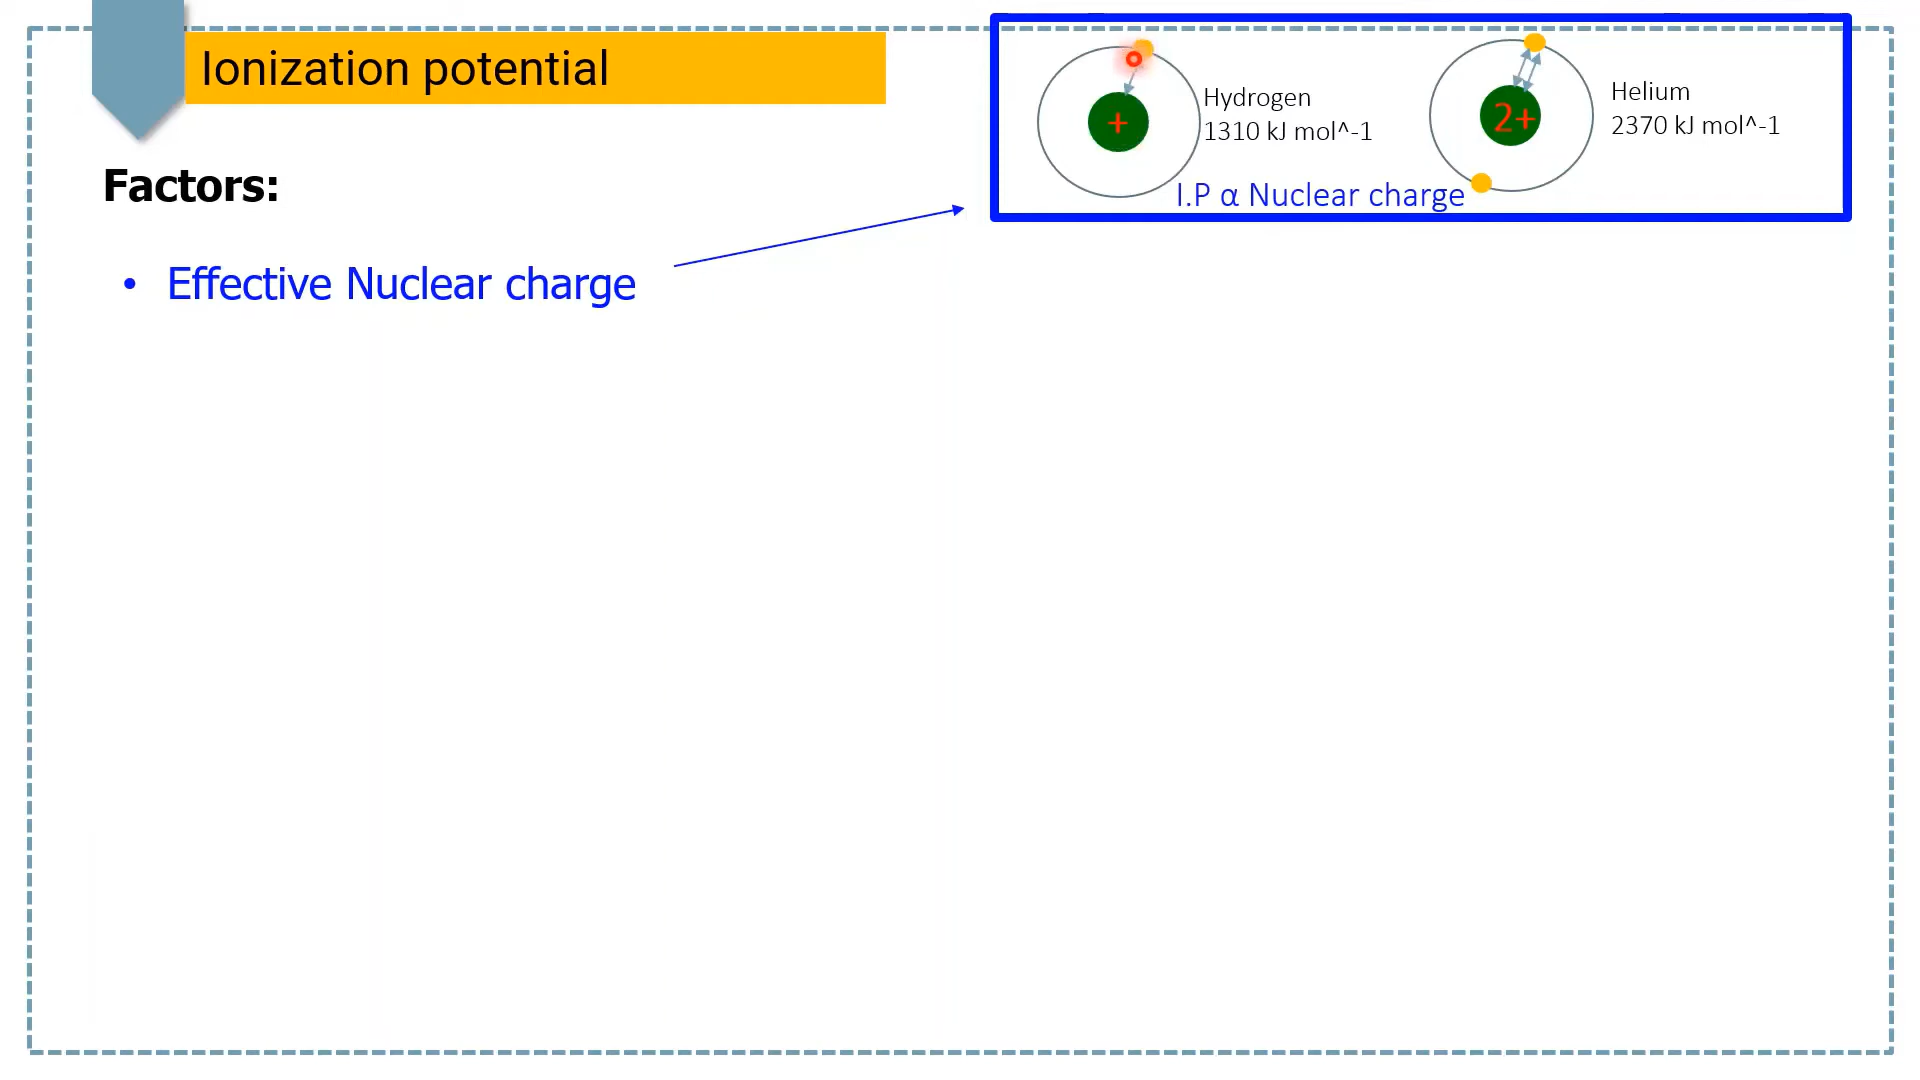 Ionization potential
Factors:
• Effective Nuclear charge
+
Hydrogen
1310 kJ mol^-1
2+
Helium
2370 kJ mol^-1
I.P α Nuclear charge